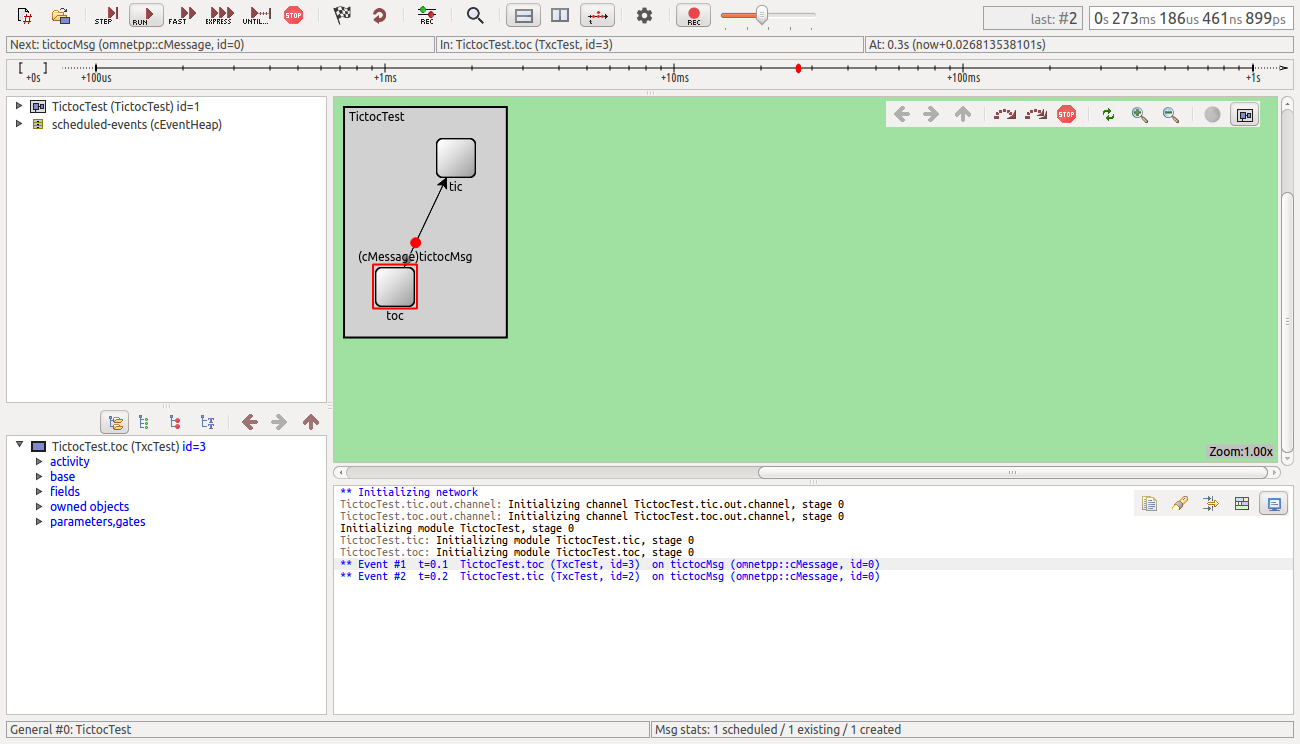 STEP RUN FAST EXPRESS UNTIL... STOP REC REC last: #2 0s 273ms 186us 461ns 899ps
Next: tictocMsg (omnetpp::cMessage, id=0) In: TictocTest.toc (TxcTest, id=3) At: 0.3s (now+0.026813538101s)
[ ]
+0s +100us +1ms +10ms +100ms +1s
TictocTest (TictocTest) id=1
scheduled-events (cEventHeap)
TictocTest
STOP
tic
(cMessage)tictocMsg
toc
Zoom:1.00x
TictocTest.toc (TxcTest) id=3
activity
base
fields
owned objects
parameters,gates
** Initializing network
TictocTest.tic.out.channel: Initializing channel TictocTest.tic.out.channel, stage 0
TictocTest.toc.out.channel: Initializing channel TictocTest.toc.out.channel, stage 0
Initializing module TictocTest, stage 0
TictocTest.tic: Initializing module TictocTest.tic, stage 0
TictocTest.toc: Initializing module TictocTest.toc, stage 0
** Event #1 t=0.1 TictocTest.toc (TxcTest, id=3) on tictocMsg (omnetpp::cMessage, id=0)
** Event #2 t=0.2 TictocTest.tic (TxcTest, id=2) on tictocMsg (omnetpp::cMessage, id=0)
General #0: TictocTest Msg stats: 1 scheduled / 1 existing / 1 created